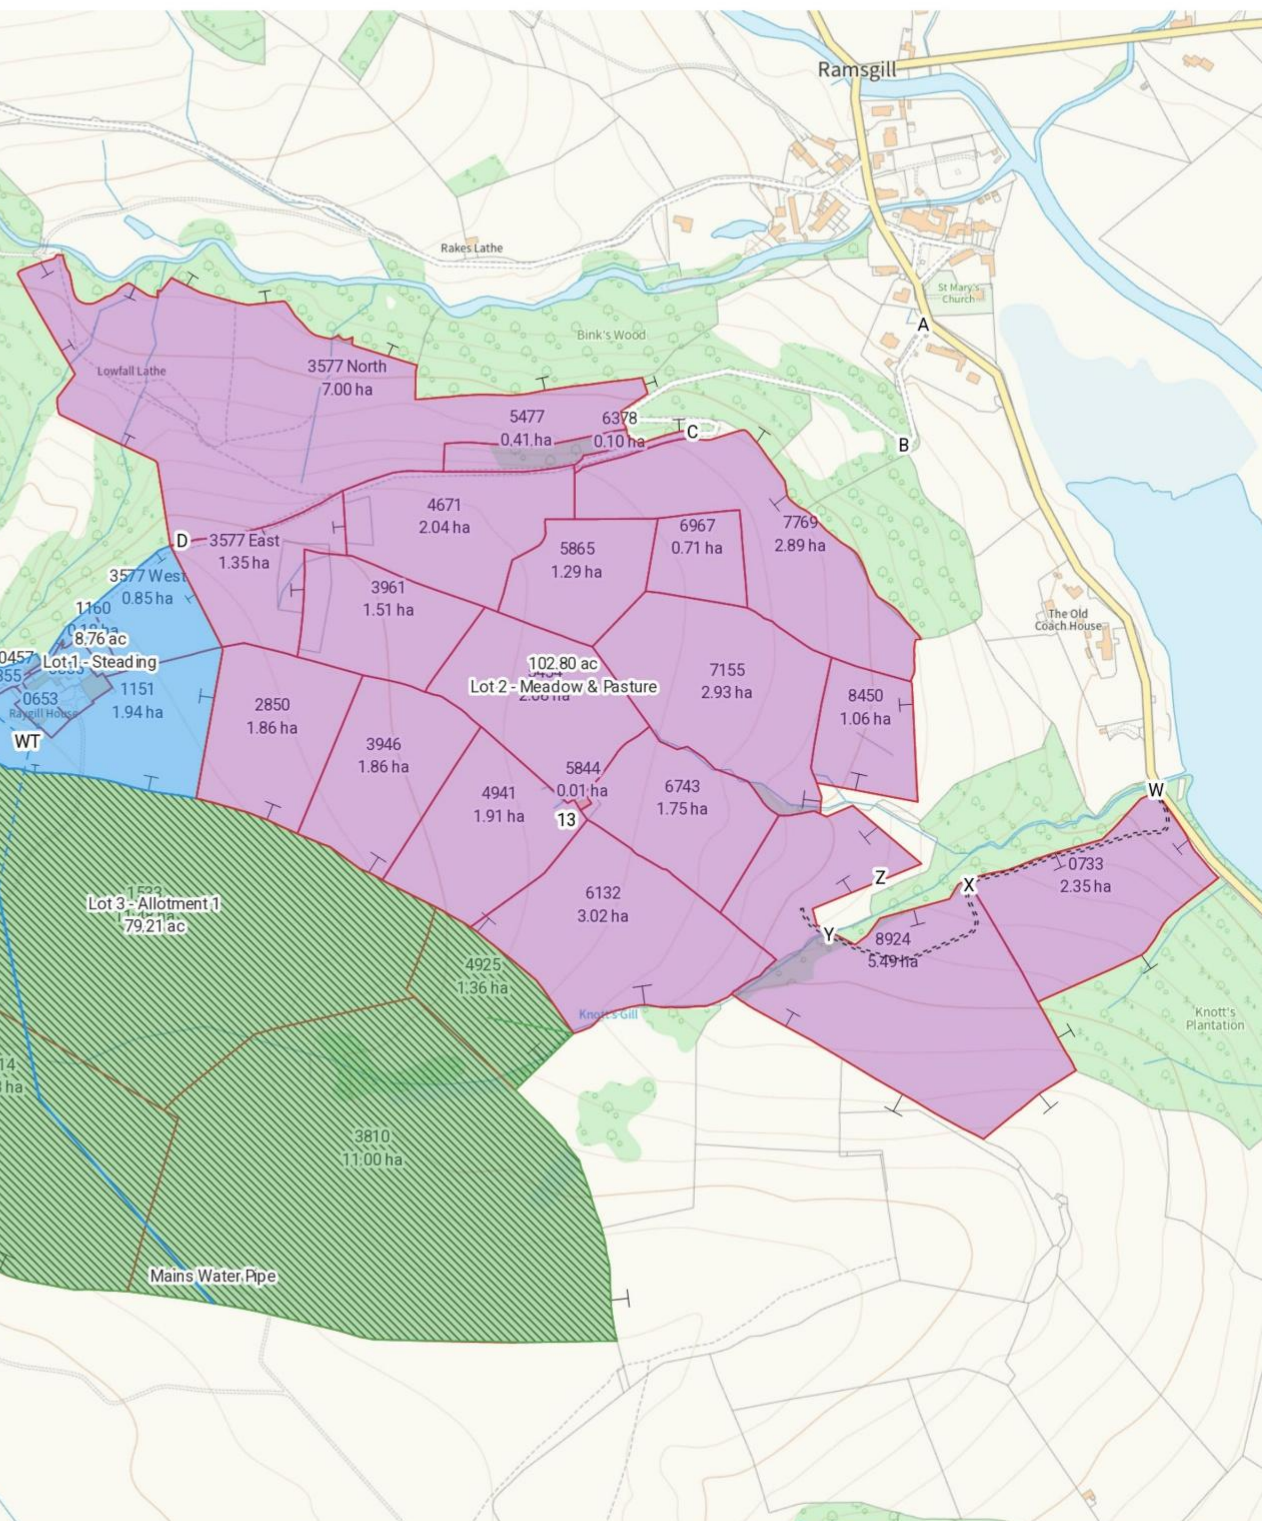 Ramsgill
Rakes Lathe
St Mary's
Church
A
Bink's Wood
3577 North
7.00 ha
Lowfall Lathe
5477
0.41 ha
6378
0.10 ha
C
B
4671
2.04 ha
5865
1.29 ha
6967
0.71 ha
7769
2.89 ha
D
3577 East
1.35 ha
3577 West
0.85 ha
3961
1.51 ha
1160
8.76 ac
Lot 1 - Steading
0457
The Old
Coach House
102.80 ac
Lot 2 - Meadow & Pasture
7155
2.93 ha
8450
1.06 ha
0653
Raygill House
1151
1.94 ha
2850
1.86 ha
WT
3946
1.86 ha
4941
1.91 ha
5844
0.01 ha
13
6743
1.75 ha
W
6132
3.02 ha
Z
X
0733
2.35 ha
Y
8924
5.49 ha
Lot 3 - Allotment 1
79.21 ac
4925
1.36 ha
Knott's Gill
Knott's
Plantation
3810
11.00 ha
Mains Water Pipe